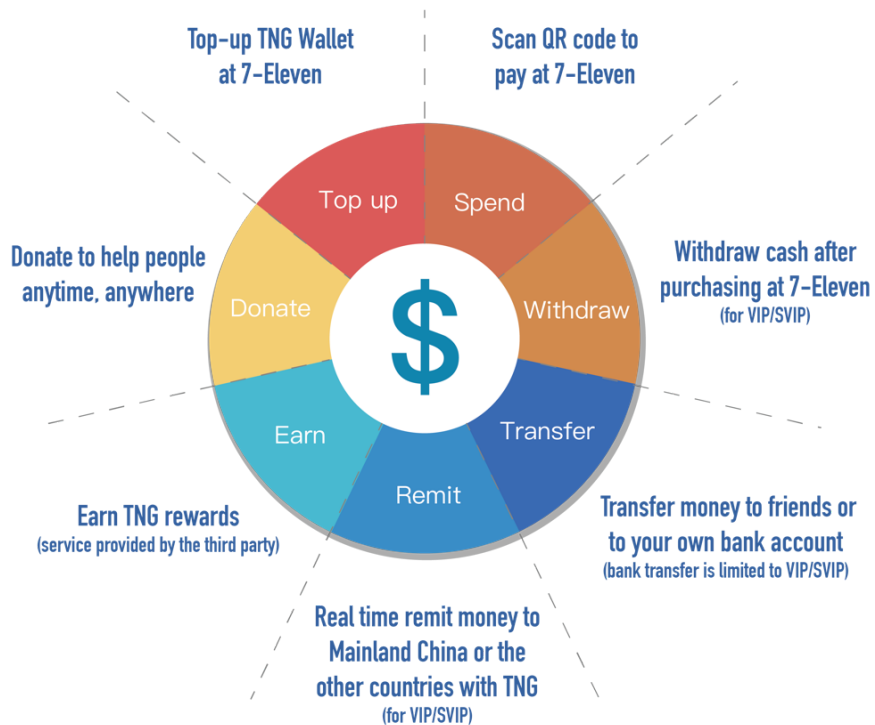 Top-up TNG Wallet
at 7-Eleven
Scan QR code to
pay at 7-Eleven
Top up
Spend
Donate to help people
anytime, anywhere
Donate
Withdraw
Withdraw cash after
purchasing at 7-Eleven
(for VIP/SVIP)
$
Earn
Transfer
Remit
Earn TNG rewards
(service provided by the third party)
Transfer money to friends or
to your own bank account
(bank transfer is limited to VIP/SVIP)
Real time remit money to
Mainland China or the
other countries with TNG
(for VIP/SVIP)